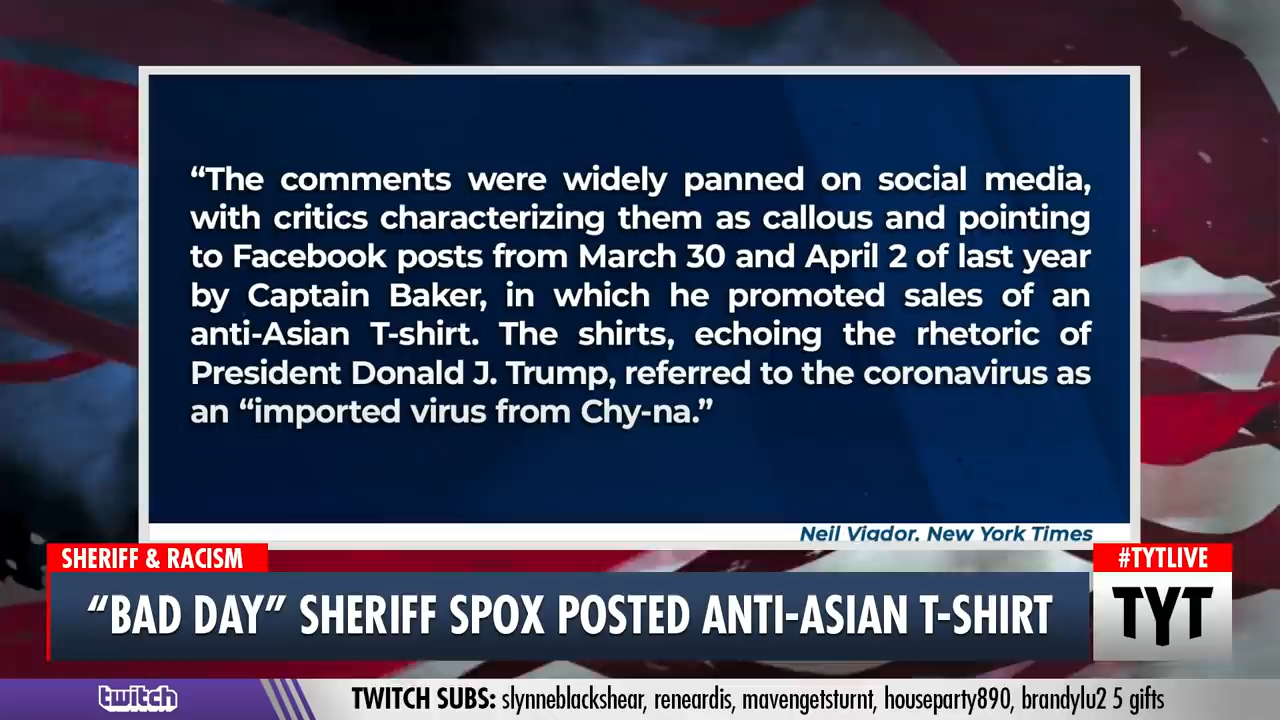 “The comments were widely panned on social media,
with critics characterizing them as callous and pointing
to Facebook posts from March 30 and April 2 of last year
by Captain Baker, in which he promoted sales of an
anti-Asian T-shirt. The shirts, echoing the rhetoric of
President Donald J. Trump, referred to the coronavirus as
an “imported virus from Chy-na.”
Neil Vigdor, New York Times
SHERIFF & RACISM
#TYTLIVE
“BAD DAY” SHERIFF SPOX POSTED ANTI-ASIAN T-SHIRT
TYT
twitch
TWITCH SUBS: slynneblackshear, reneardis, mavengetsturnt, houseparty890, brandylu2 5 gifts